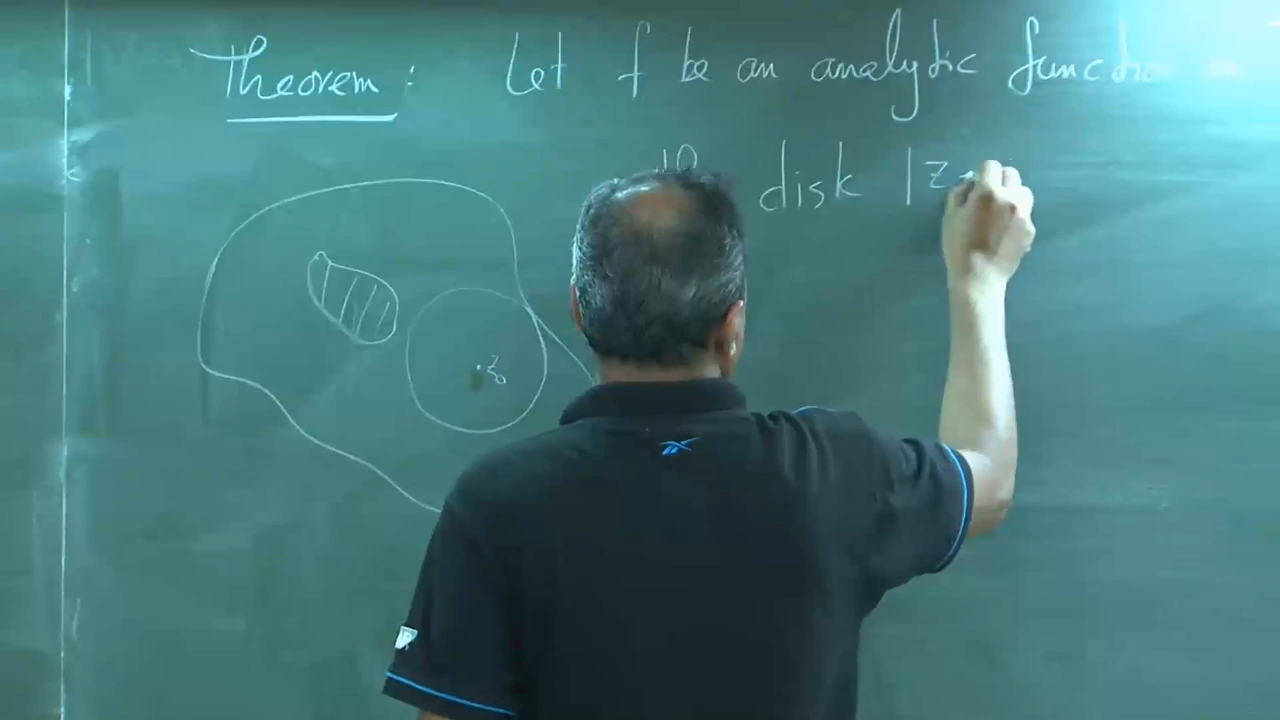 Theorem: Let f be an analytic function
disk |z-
z₀